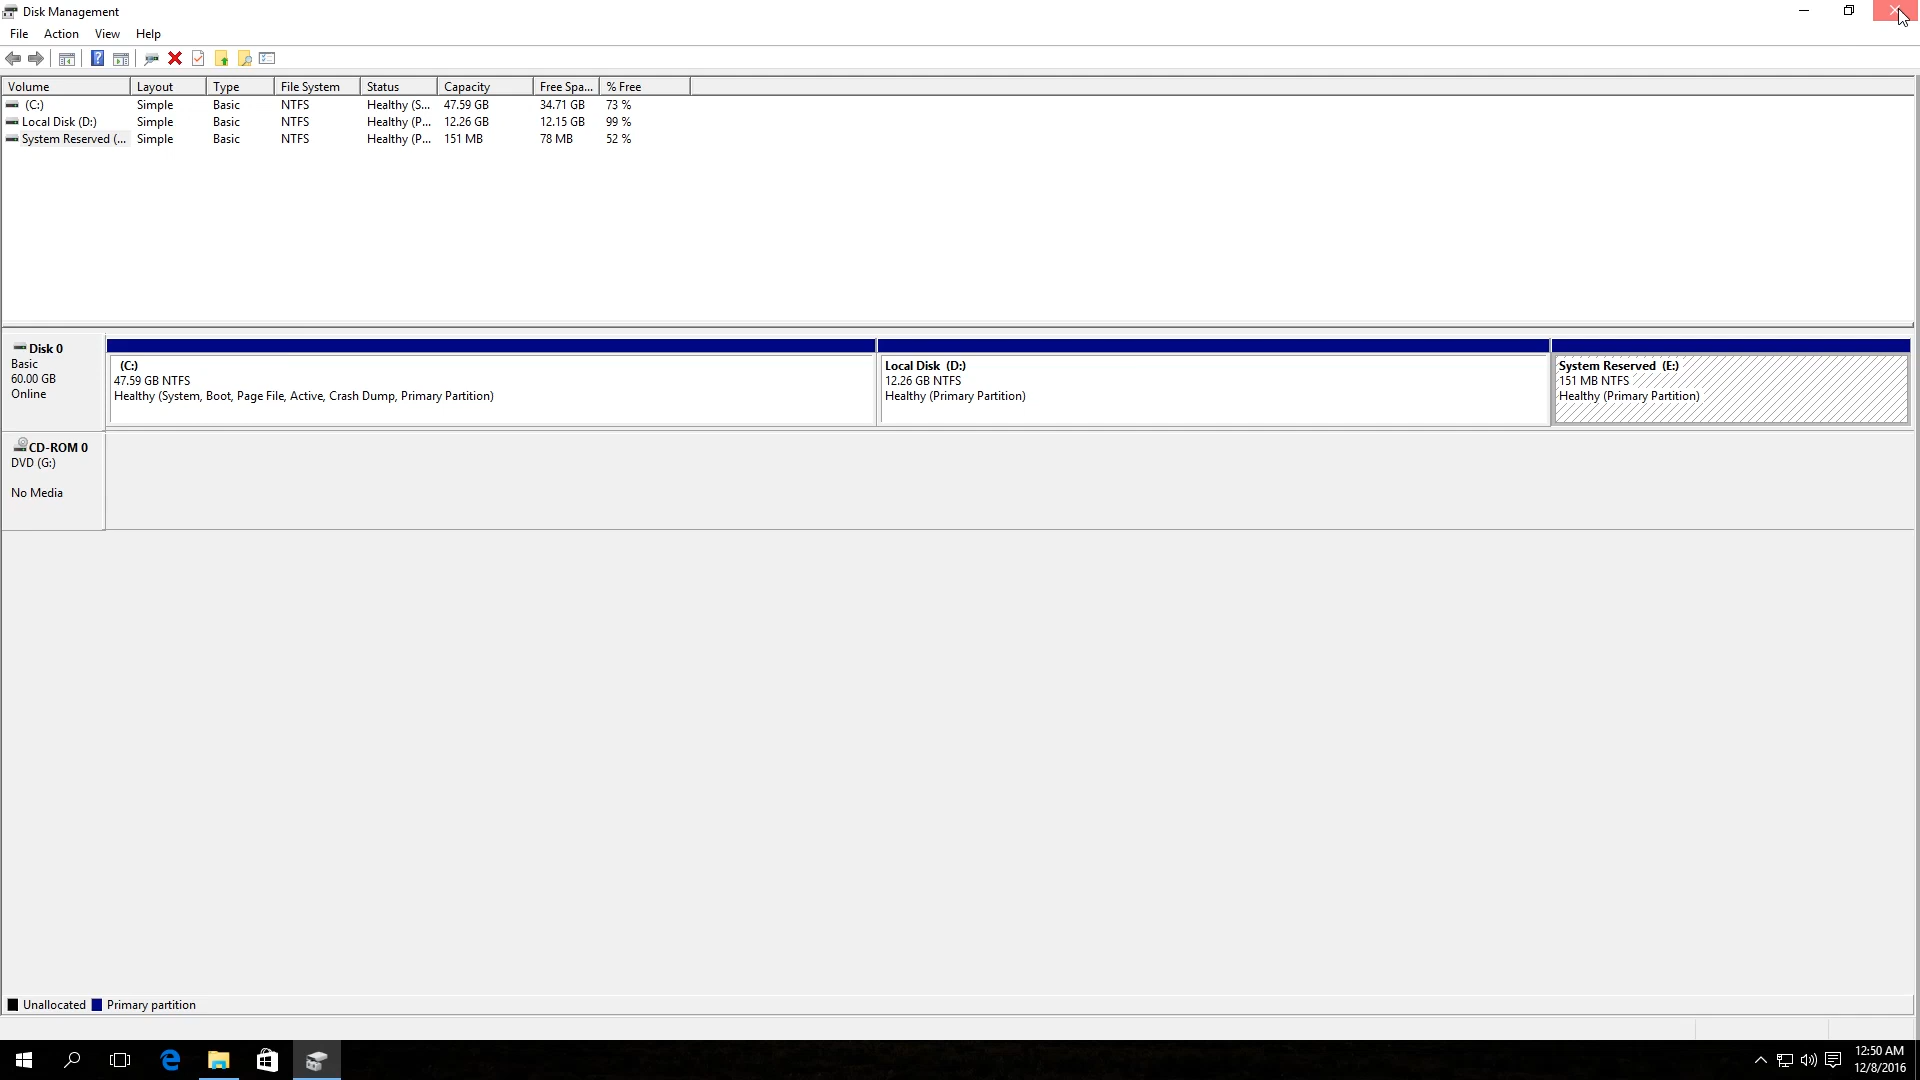 Disk Management
File Action View Help
Volume Layout Type File System Status Capacity Free Spa... % Free
(C:) Simple Basic NTFS Healthy (S... 47.59 GB 34.71 GB 73 %
Local Disk (D:) Simple Basic NTFS Healthy (P... 12.26 GB 12.15 GB 99 %
System Reserved (... Simple Basic NTFS Healthy (P... 151 MB 78 MB 52 %
Disk 0
Basic
60.00 GB
Online
(C:)
47.59 GB NTFS
Healthy (System, Boot, Page File, Active, Crash Dump, Primary Partition)
Local Disk (D:)
12.26 GB NTFS
Healthy (Primary Partition)
System Reserved (E:)
151 MB NTFS
Healthy (Primary Partition)
CD-ROM 0
DVD (G:)
No Media
Unallocated Primary partition
12:50 AM
12/8/2016